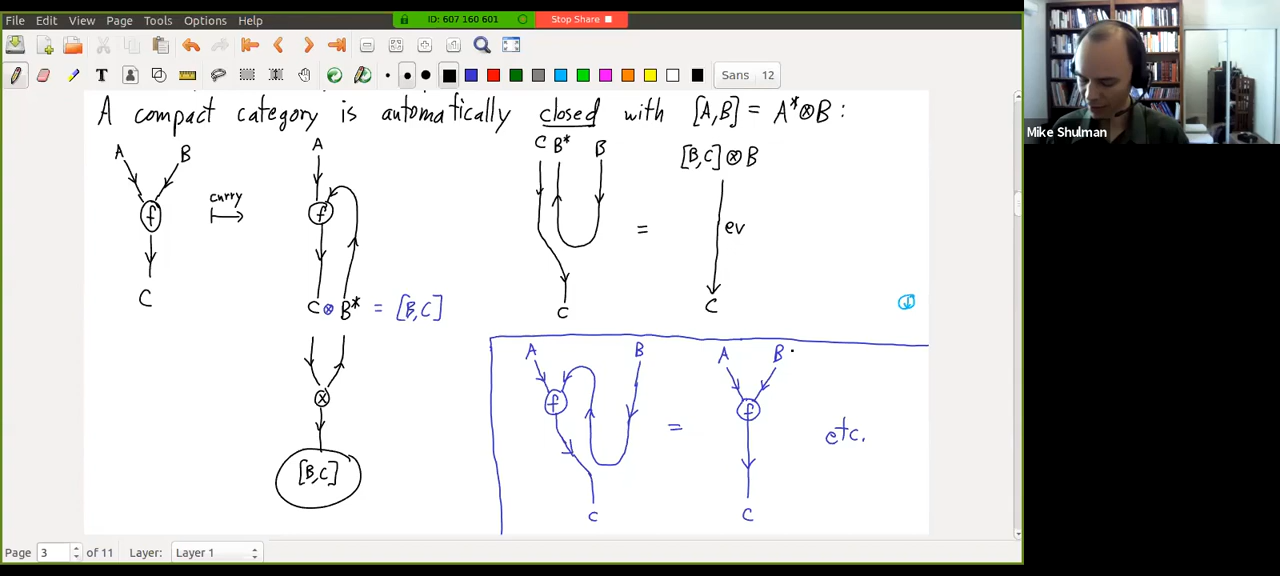 File Edit View Page Tools Options Help
ID: 607 160 601 Stop Share
Sans 12
Mike Shulman
A compact category is automatically closed with [A,B] = A*⊗B :
A B
f
C
curry
A
f
C ⊗ B* = [B,C]
⊗
[B,C]
C B* B
C
=
[B,C]⊗B
ev
C
A B
f
C
=
A B
f
C
etc.
Page 3 of 11 Layer: Layer 1